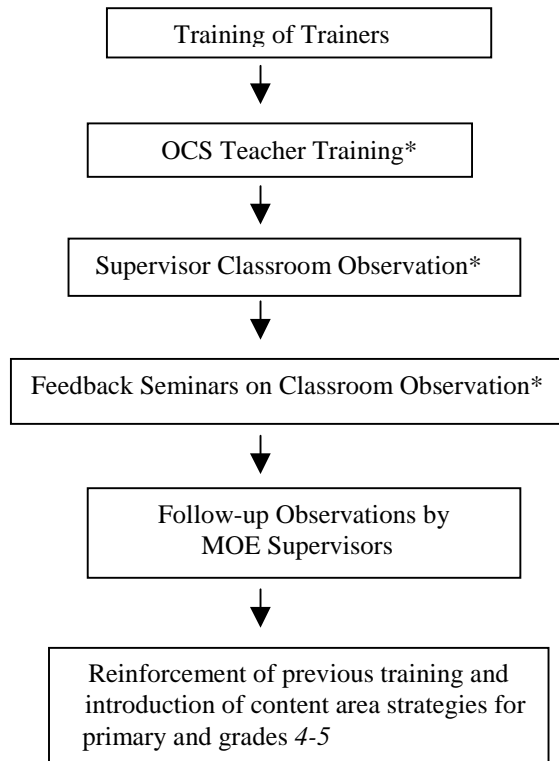 Training of Trainers
OCS Teacher Training*
Supervisor Classroom Observation*
Feedback Seminars on Classroom Observation*
Follow-up Observations by
MOE Supervisors
Reinforcement of previous training and
introduction of content area strategies for
primary and grades 4-5